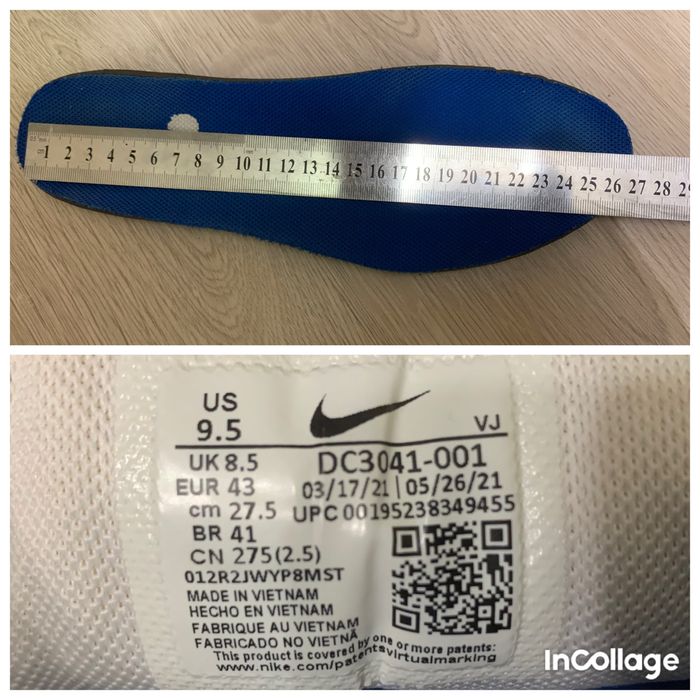 0.5 mm
cm 1 2 3 4 5 6 7 8 9 10 11 12 13 14 15 16 17 18 19 20 21 22 23 24 25 26 27 28 29
US
9.5
VJ
UK 8.5
DC3041-001
EUR 43
03/17/21 | 05/26/21
cm 27.5
UPC 00195238349455
BR 41
CN 275(2.5)
012R2JWYP8MST
MADE IN VIETNAM
HECHO EN VIETNAM
FABRIQUE AU VIETNAM
FABRICADO NO VIETNÃ
This product is covered by one or more patents:
www.nike.com/patentsvirtualmarking
InCollage